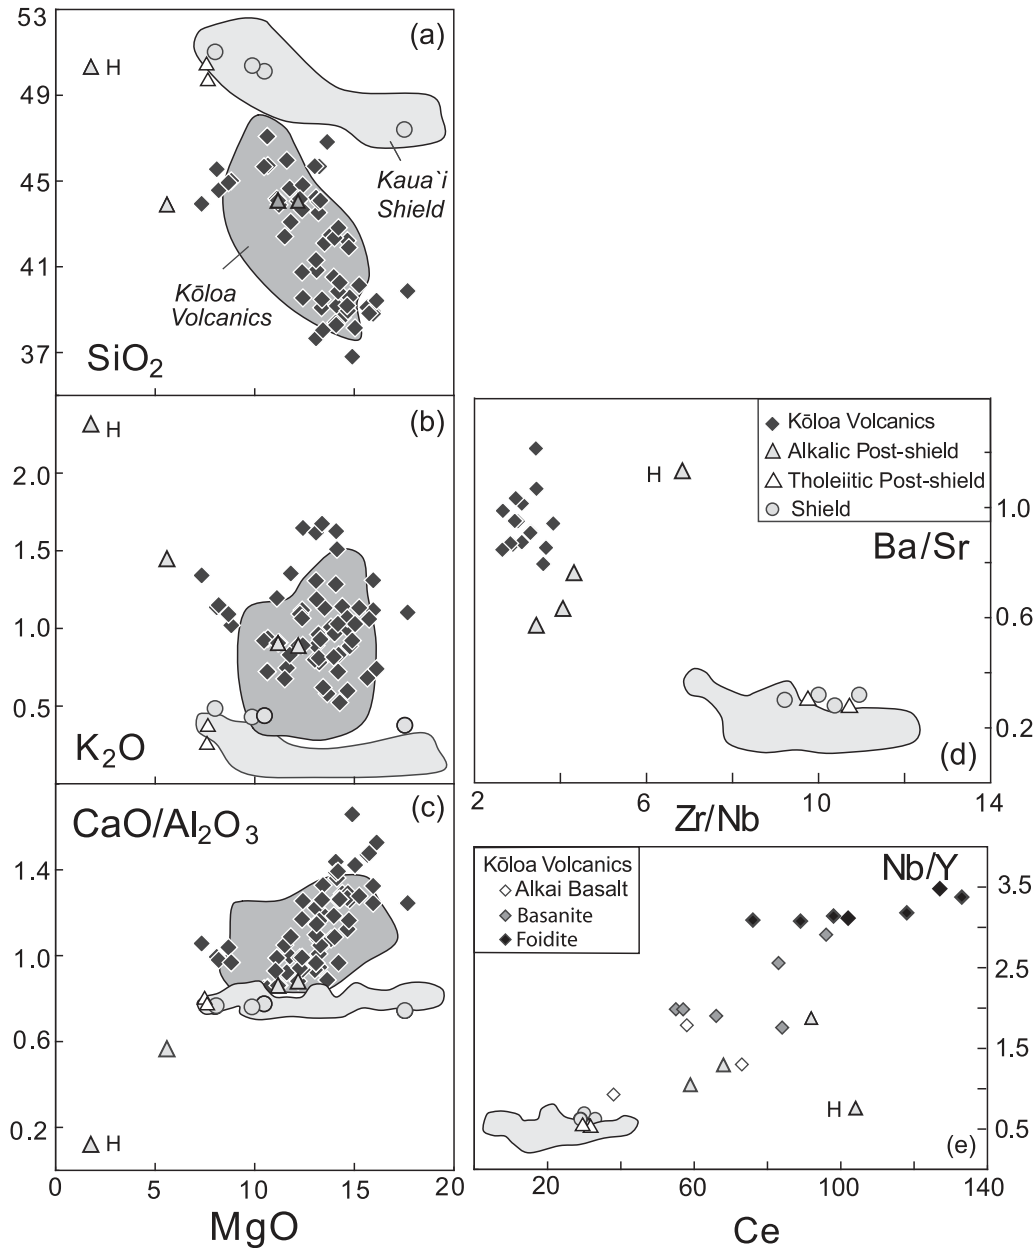 53
49
45
41
37
(a)
H
Kaua`i
Shield
Kōloa
Volcanics
SiO₂
(b)
H
2.0
1.5
1.0
0.5
K₂O
CaO/Al₂O₃
(c)
1.4
1.0
0.6
0.2
H
0
5
10
15
20
MgO
Kōloa Volcanics
Alkalic Post-shield
Tholeiitic Post-shield
Shield
H
Ba/Sr
1.0
0.6
0.2
(d)
2
4
6
10
14
Zr/Nb
Kōloa Volcanics
Alkai Basalt
Basanite
Foidite
Nb/Y
3.5
2.5
1.5
0.5
H
(e)
20
60
100
140
Ce